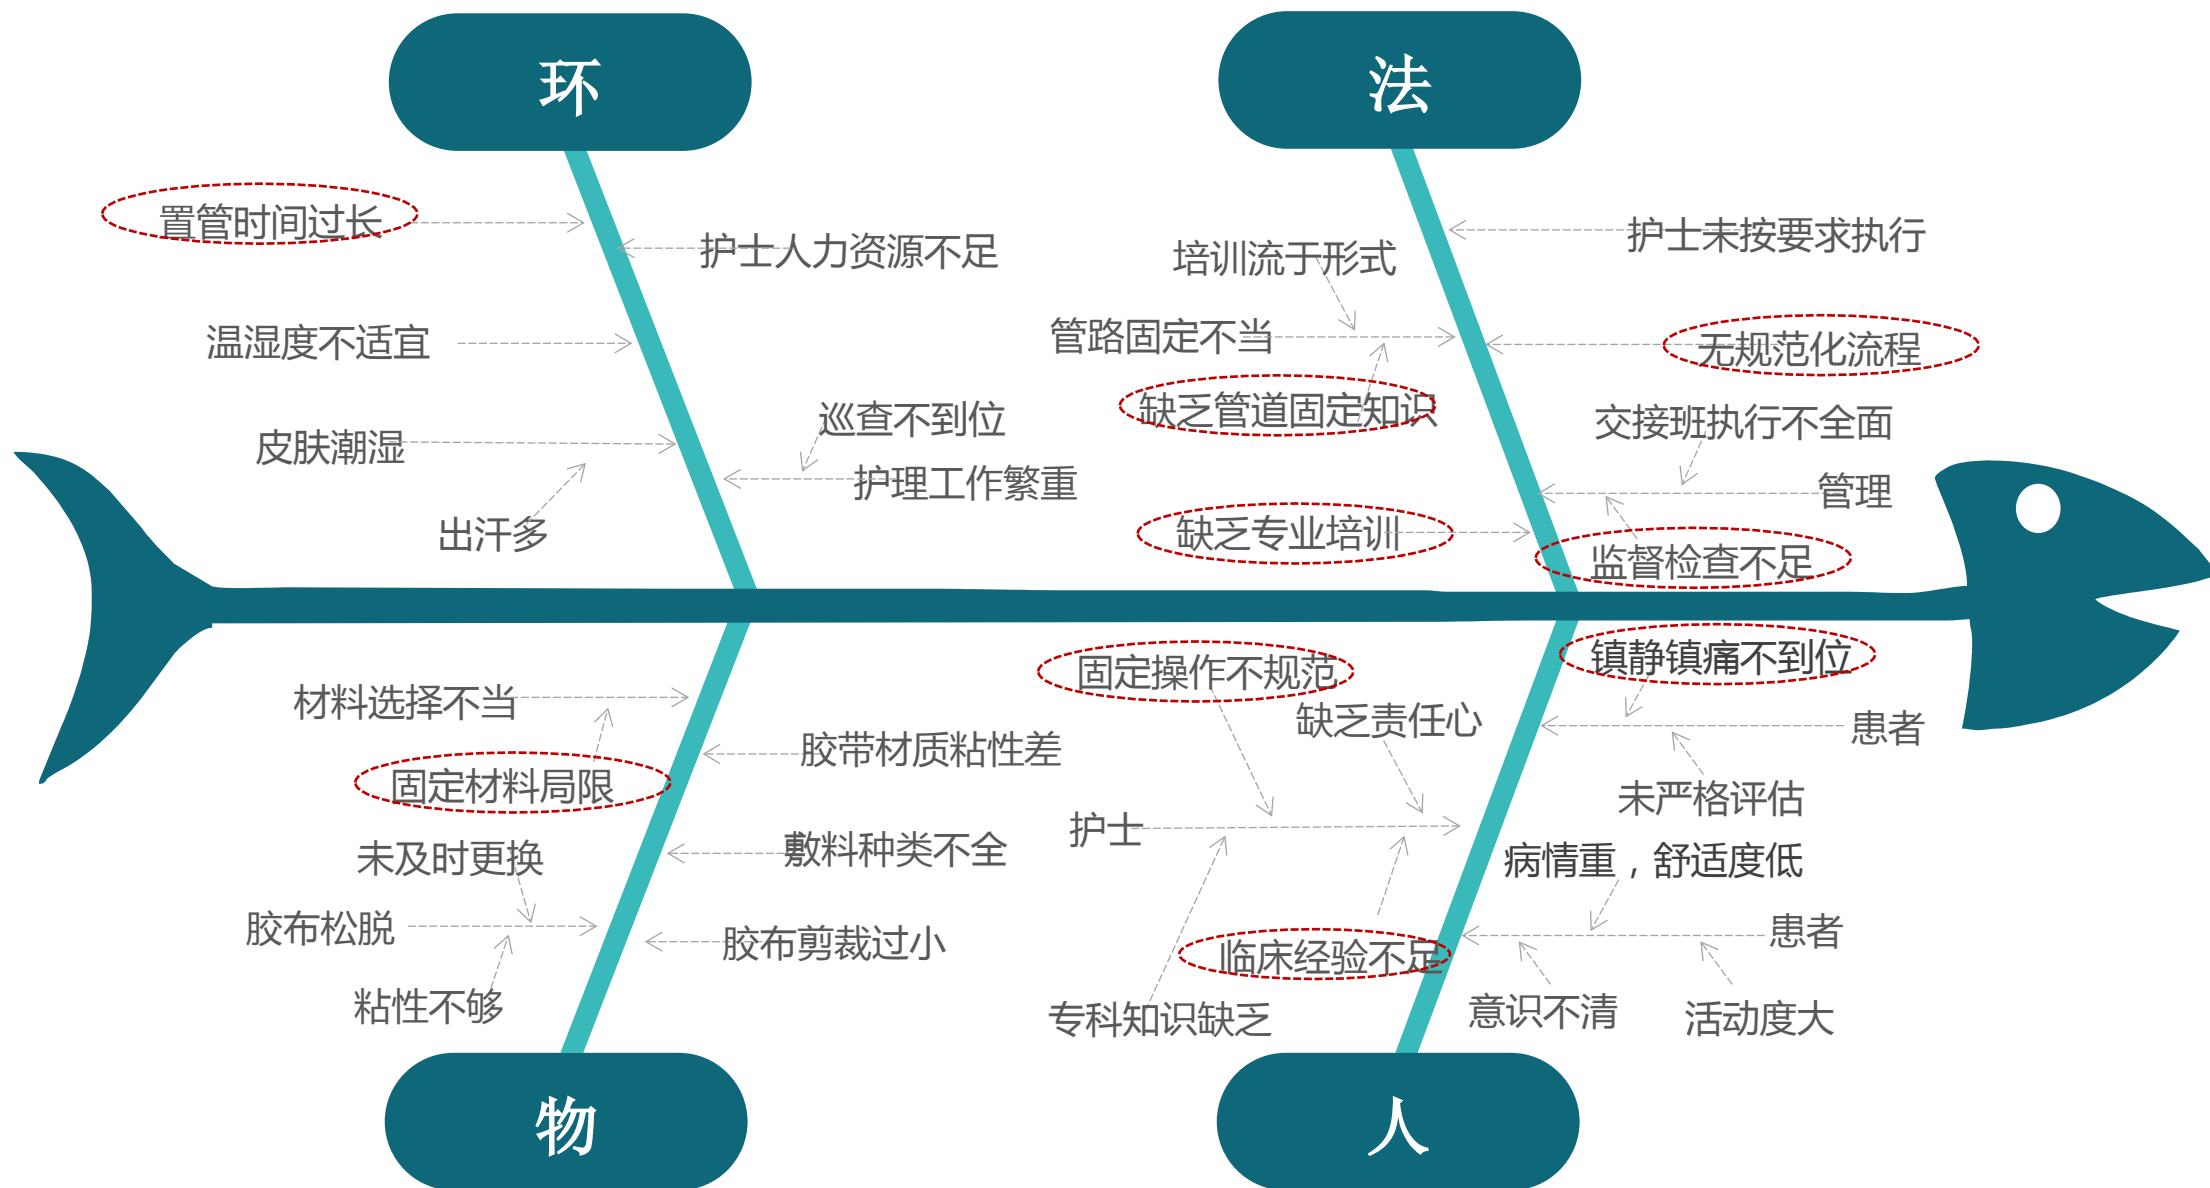 环
法
置管时间过长
护士人力资源不足
培训流于形式
护士未按要求执行
温湿度不适宜
管路固定不当
无规范化流程
巡查不到位
缺乏管道固定知识
交接班执行不全面
皮肤潮湿
护理工作繁重
管理
出汗多
缺乏专业培训
监督检查不足
固定操作不规范
镇静镇痛不到位
材料选择不当
缺乏责任心
患者
胶带材质粘性差
固定材料局限
未严格评估
护士
未及时更换
敷料种类不全
病情重，舒适度低
胶布松脱
胶布剪裁过小
临床经验不足
患者
粘性不够
专科知识缺乏
意识不清
活动度大
物
人